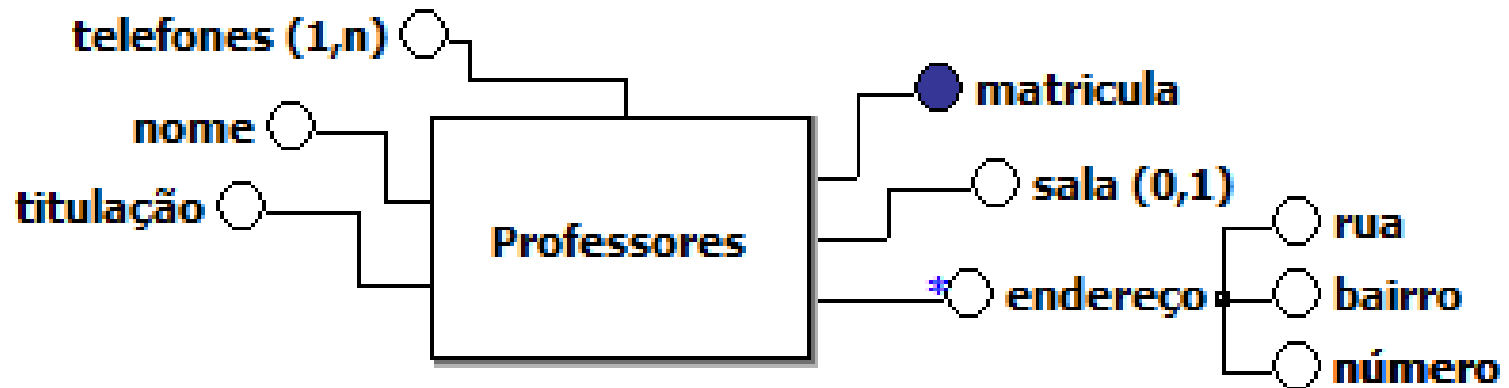 telefones (1,n)
nome
titulação
Professores
matricula
sala (0,1)
*
endereço
rua
bairro
número